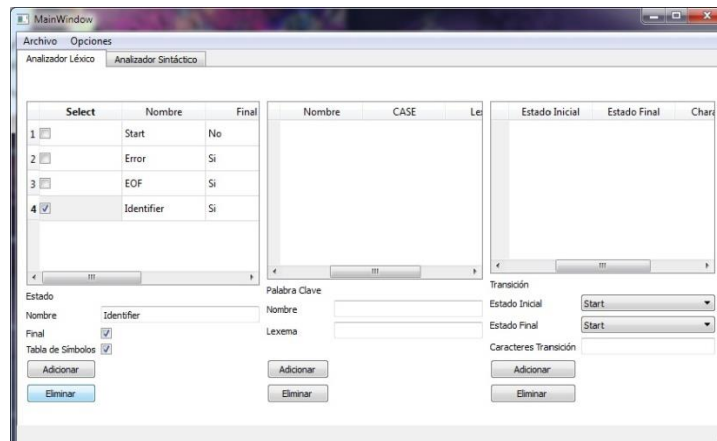 MainWindow
Archivo Opciones
Analizador Léxico Analizador Sintáctico
Select Nombre Final
1 Start No
2 Error Si
3 EOF Si
4 Identifier Si
Nombre CASE
Estado Inicial Estado Final
Estado
Nombre Identifier
Final
Tabla de Símbolos
Adicionar
Eliminar
Palabra Clave
Nombre
Lexema
Adicionar
Eliminar
Transición
Estado Inicial Start
Estado Final Start
Caracteres Transición
Adicionar
Eliminar